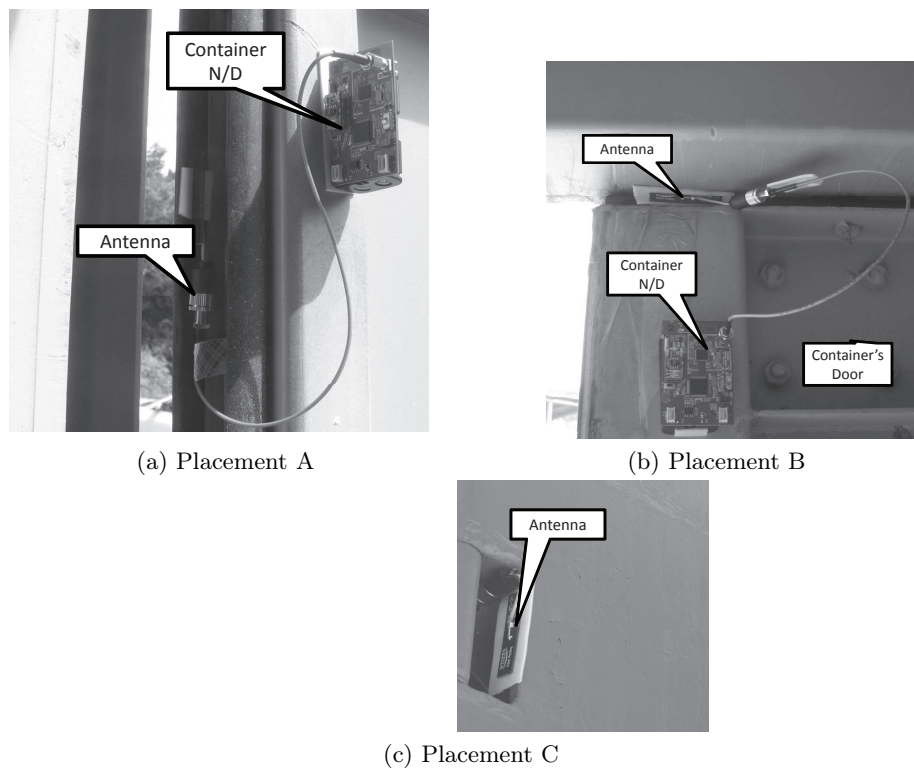 Container
N/D
Antenna
(a) Placement A
Antenna
Container
N/D
Container's
Door
(b) Placement B
Antenna
(c) Placement C